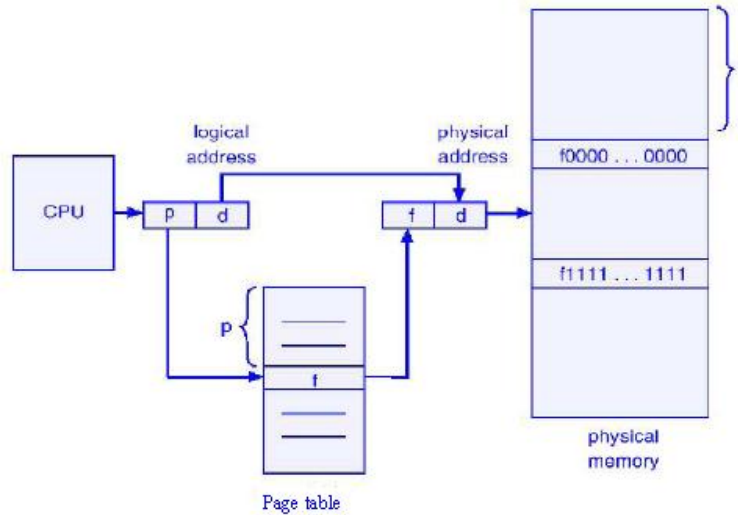 logical
address
physical
address
f0000 . . . 0000
CPU
p
d
f
d
f1111 . . . 1111
p
f
physical
memory
Page table